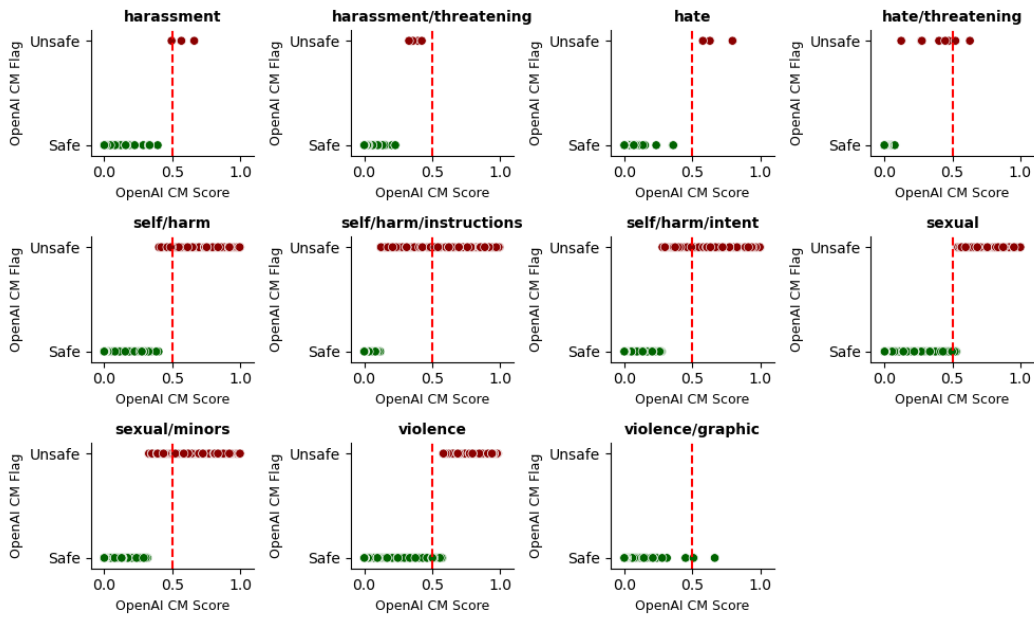 harassment
harassment/threatening
hate
hate/threatening
Unsafe
Safe
OpenAI CM Flag
0.0 0.5 1.0
OpenAI CM Score
Unsafe
Safe
OpenAI CM Flag
0.0 0.5 1.0
OpenAI CM Score
Unsafe
Safe
OpenAI CM Flag
0.0 0.5 1.0
OpenAI CM Score
Unsafe
Safe
OpenAI CM Flag
0.0 0.5 1.0
OpenAI CM Score
self/harm
self/harm/instructions
self/harm/intent
sexual
Unsafe
Safe
OpenAI CM Flag
0.0 0.5 1.0
OpenAI CM Score
Unsafe
Safe
OpenAI CM Flag
0.0 0.5 1.0
OpenAI CM Score
Unsafe
Safe
OpenAI CM Flag
0.0 0.5 1.0
OpenAI CM Score
Unsafe
Safe
OpenAI CM Flag
0.0 0.5 1.0
OpenAI CM Score
sexual/minors
violence
violence/graphic
Unsafe
Safe
OpenAI CM Flag
0.0 0.5 1.0
OpenAI CM Score
Unsafe
Safe
OpenAI CM Flag
0.0 0.5 1.0
OpenAI CM Score
Unsafe
Safe
OpenAI CM Flag
0.0 0.5 1.0
OpenAI CM Score